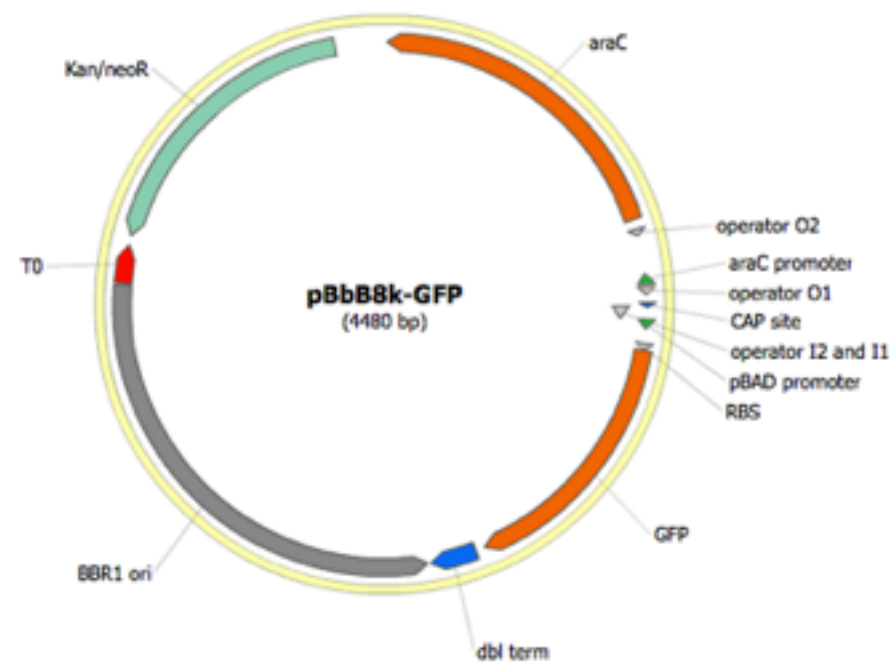 araC
Kan/neoR
operator O2
araC promoter
T0
operator O1
pBbB8k-GFP
(4480 bp)
CAP site
operator I2 and I1
pBAD promoter
RBS
GFP
BBR1 ori
dbl term